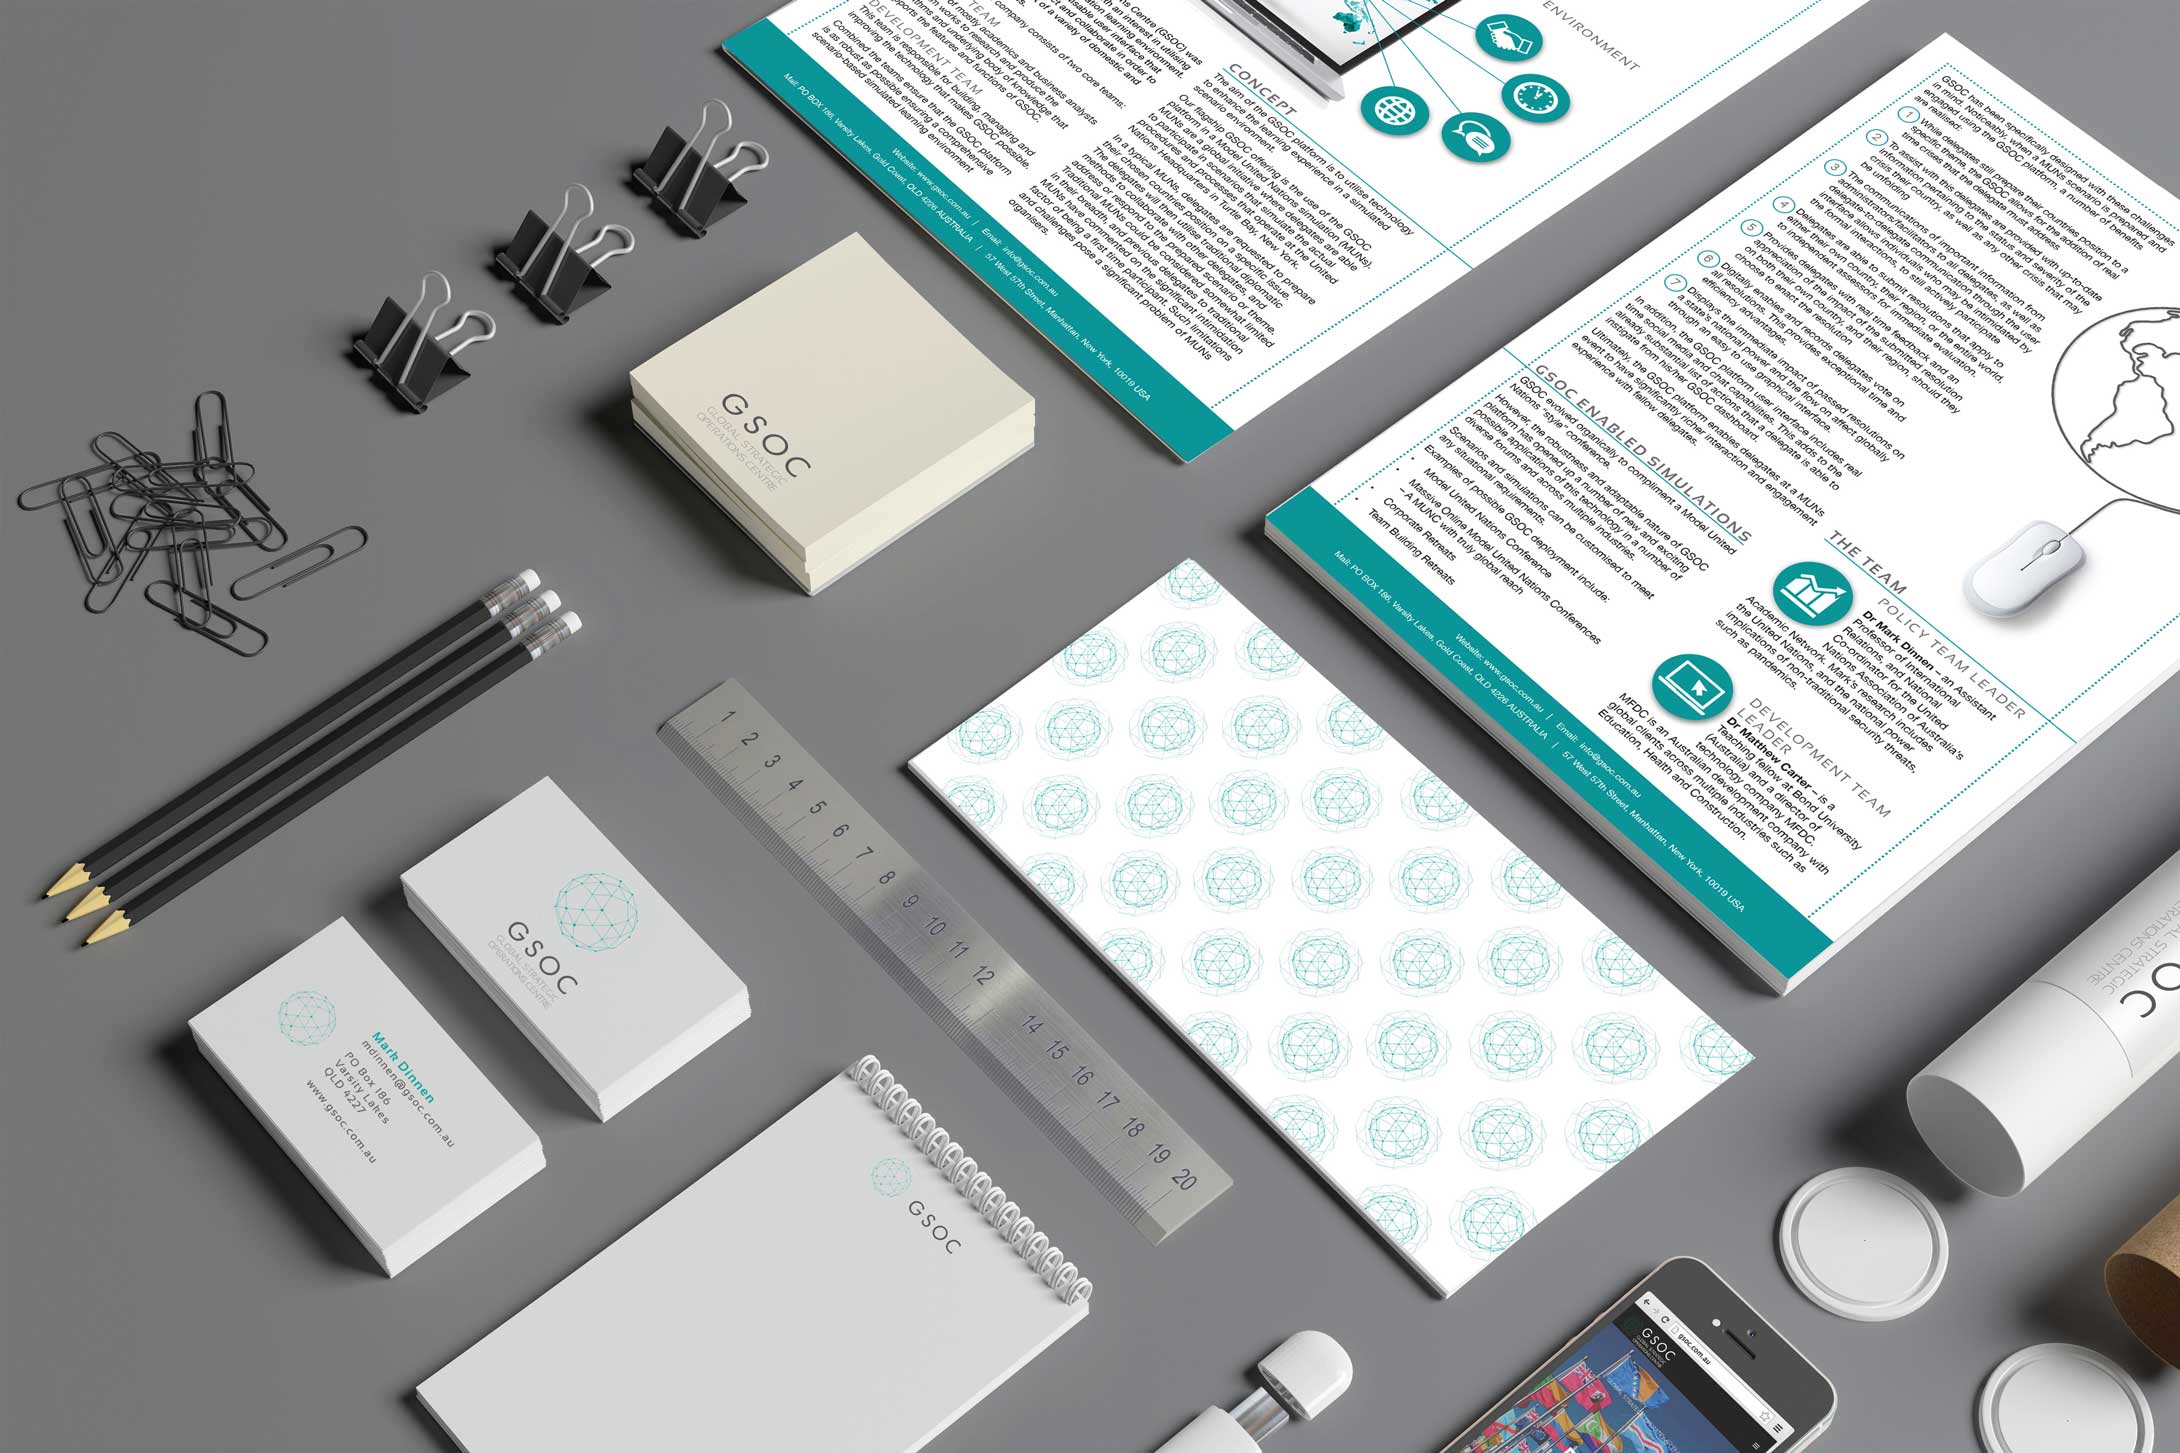 ns Centre (GSOC) was
th an interest in utilising
tion learning environment.
usable user interface that
ct and collaborate in order to
t of a variety of domestic and
es.
TEAM
company consists of two core teams:
of mostly academics and business analysts
m works to research and produce the
rithms and underlying body of knowledge that
pports the features and functions of GSOC.
DEVELOPMENT TEAM
This team is responsible for building, managing and
improving the technology that makes GSOC possible.
Combined the teams ensure that the GSOC platform
is as robust as possible ensuring a comprehensive
scenario-based simulated learning environment
CONCEPT
The aim of the GSOC platform is to utilise technology
to enhance the learning experience in a simulated
scenario environment.
Our flagship GSOC offering is the use of the GSOC
platform in a Model United Nations simulation (MUNs).
MUNs are a global initiative where delegates are able
to participate in scenarios that simulate the actual
procedures and processes that operate at the United
Nations Headquarters in Turtle Bay, New York.
In a typical MUNs, delegates are requested to prepare
their chosen countries position on a specific issue.
The delegates will then utilise traditional diplomatic
methods to collaborate with other delegates, and
address or respond to the prepared scenario or theme.
Traditional MUNs could be considered somewhat limited
in their breadth, and previous delegates to traditional
MUNs have commented on the significant intimidation
factor of being a first time participant. Such limitations
and challenges pose a significant problem of MUNs
organisers.
ENVIRONMENT
Website: www.gsoc.com.au | Email: info@gsoc.com.au
Mail: PO BOX 186, Varsity Lakes, Gold Coast, QLD 4226 AUSTRALIA | 57 West 57th Street, Manhattan, New York, 10019 USA
GSOC has been specifically designed with these challenges
in mind. Noticeably, when a MUNs scenario is prepared and
engaged using the GSOC platform, a number of benefits
are realised:
1 While delegates still prepare their countries position to a
specific theme, the GSOC allows for the addition of real
time crises that the delegate must address
2 To assist with this delegates are provided with up-to-date
information pertaining to the status and severity of the
crisis their country, as well as any other crisis that may
be unfolding
3 The communications of important information from
administrators/facilitators to all delegates, as well as
delegate-to-delegate communication through the user
interface allows individuals who may be intimidated by
the formal interactions, to still actively participate
4 Delegates are able to submit resolutions that apply to
either their own country, their region, or the entire world,
to independent assessors for immediate evaluation.
5 Provides delegates with real time feedback and an
appreciation of the impact of the submitted resolution
on both their own country, and their region, should they
choose to enact the resolution
6 Digitally enables and records delegates vote on
all resolutions. This provides exceptional time and
efficiency advantages.
7 Displays the immediate impact of passed resolutions on
a state's national power and the flow on affect globally
through an easy to use graphical interface.
In addition, the GSOC platform user interface includes real
time social media and chat capabilities. This adds to the
already substantial list of actions that a delegate is able to
instigate from his/her GSOC dashboard.
Ultimately, the GSOC platform enables delegates at a MUNs
event to have significantly richer interaction and engagement
experience with fellow delegates.
GSOC ENABLED SIMULATIONS
GSOC evolved organically to compliment a Model United
Nations "style" conference.
However, the robustness and adaptable nature of GSOC
platform has opened up a number of new and exciting
possible applications of this technology in a number of
diverse forums and across multiple industries.
Scenarios and simulations can be customised to meet
any situational requirements.
Examples of possible GSOC deployment include:
• Model United Nations Conference
• Massive Online Model United Nations Conferences
– A MUNC with truly global reach
• Corporate Retreats
Team Building Retreats
THE TEAM
POLICY TEAM LEADER
Dr Mark Dinnen – an Assistant
Professor of International
Relations, and National
Co-ordinator for the United
Nations Association of Australia's
Academic Network. Mark's research includes
the United Nations, and the national power
implications of non-traditional security threats,
such as pandemics.
DEVELOPMENT TEAM
LEADER
Dr Matthew Carter – is a
Teaching fellow at Bond University
(Australia) and a director of
technology company MFDC.
MFDC is an Australian development company with
global clients across multiple industries such as
Education, Health and Construction.
Website: www.gsoc.com.au | Email: info@gsoc.com.au
Mail: PO BOX 186, Varsity Lakes, Gold Coast, QLD 4226 AUSTRALIA | 57 West 57th Street, Manhattan, New York, 10019 USA
GSOC
GLOBAL STRATEGIC
OPERATIONS CENTRE
1 2 3 4 5 6 7 8 9 10 11 12 14 15 16 17 18 19 20
GSOC
GLOBAL STRATEGIC
OPERATIONS CENTRE
Mark Dinnen
mdinnen@gsoc.com.au
PO Box 186
Varsity Lakes
QLD 4227
www.gsoc.com.au
GSOC
OC
AL STRATEGIC
RATIONS CENTRE
gsoc.com.au
GSOC
GLOBAL STRATEGIC
OPERATIONS CENTRE